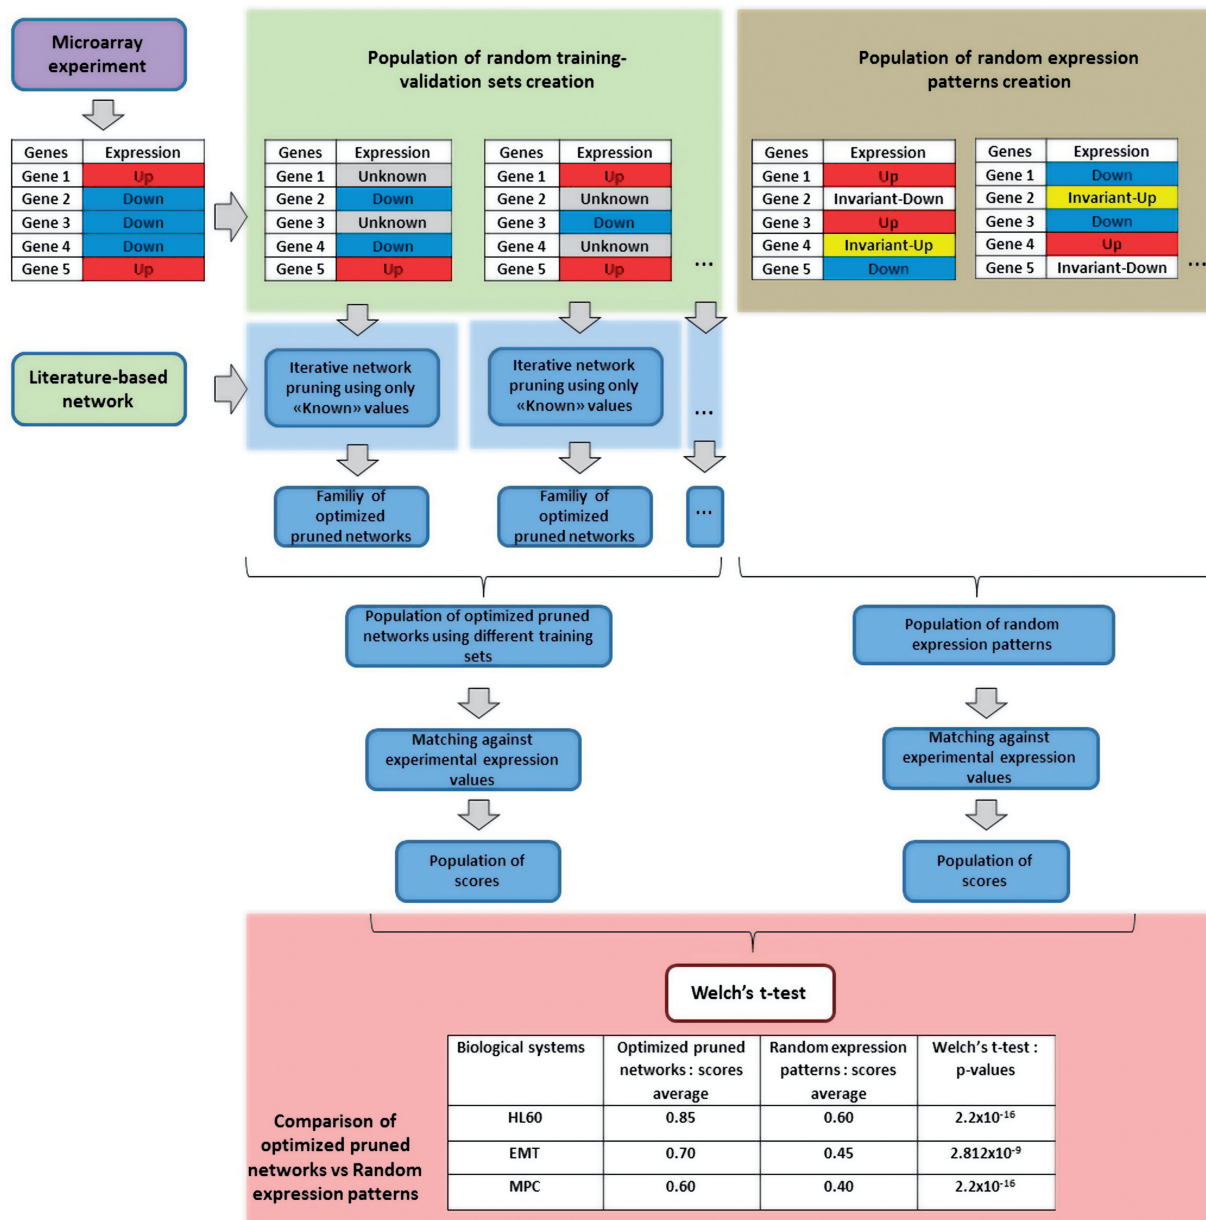 Microarray
experiment
Population of random training-
validation sets creation
Population of random expression
patterns creation
Genes Expression
Gene 1 Up
Gene 2 Down
Gene 3 Down
Gene 4 Down
Gene 5 Up
Genes Expression
Gene 1 Unknown
Gene 2 Down
Gene 3 Unknown
Gene 4 Down
Gene 5 Up
Genes Expression
Gene 1 Up
Gene 2 Unknown
Gene 3 Down
Gene 4 Unknown
Gene 5 Up
...
Genes Expression
Gene 1 Up
Gene 2 Invariant-Down
Gene 3 Up
Gene 4 Invariant-Up
Gene 5 Down
Genes Expression
Gene 1 Down
Gene 2 Invariant-Up
Gene 3 Down
Gene 4 Up
Gene 5 Invariant-Down
...
Literature-based
network
Iterative network
pruning using only
«Known» values
Iterative network
pruning using only
«Known» values
...
Familiy of
optimized
pruned networks
Familiy of
optimized
pruned networks
...
Population of optimized pruned
networks using different training
sets
Population of random
expression patterns
Matching against
experimental expression
values
Matching against
experimental expression
values
Population of
scores
Population of
scores
Welch's t-test
Biological systems Optimized pruned networks : scores average Random expression patterns : scores average Welch's t-test : p-values
HL60 0.85 0.60 2.2x10⁻¹⁶
EMT 0.70 0.45 2.812x10⁻⁹
MPC 0.60 0.40 2.2x10⁻¹⁶
Comparison of
optimized pruned
networks vs Random
expression patterns